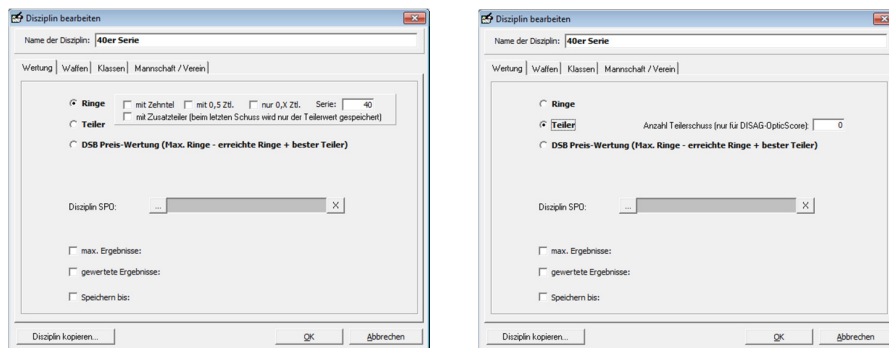 Disziplin bearbeiten
Name der Disziplin: 40er Serie
Wertung Waffen Klassen Mannschaft / Verein
Ringe mit Zehntel mit 0,5 Ztl. nur 0,X Ztl. Serie: 40
mit Zusatzteiler (beim letzten Schuss wird nur der Teilerwert gespeichert)
Teiler
DSB Preis-Wertung (Max. Ringe - erreichte Ringe + bester Teiler)
Disziplin SPO: ... X
max. Ergebnisse:
gewertete Ergebnisse:
Speichern bis:
Disziplin kopieren... OK Abbrechen
Disziplin bearbeiten
Name der Disziplin: 40er Serie
Wertung Waffen Klassen Mannschaft / Verein
Ringe
Teiler Anzahl Teilerschuss (nur für DISAG-OpticScore): 0
DSB Preis-Wertung (Max. Ringe - erreichte Ringe + bester Teiler)
Disziplin SPO: ... X
max. Ergebnisse:
gewertete Ergebnisse:
Speichern bis:
Disziplin kopieren... OK Abbrechen